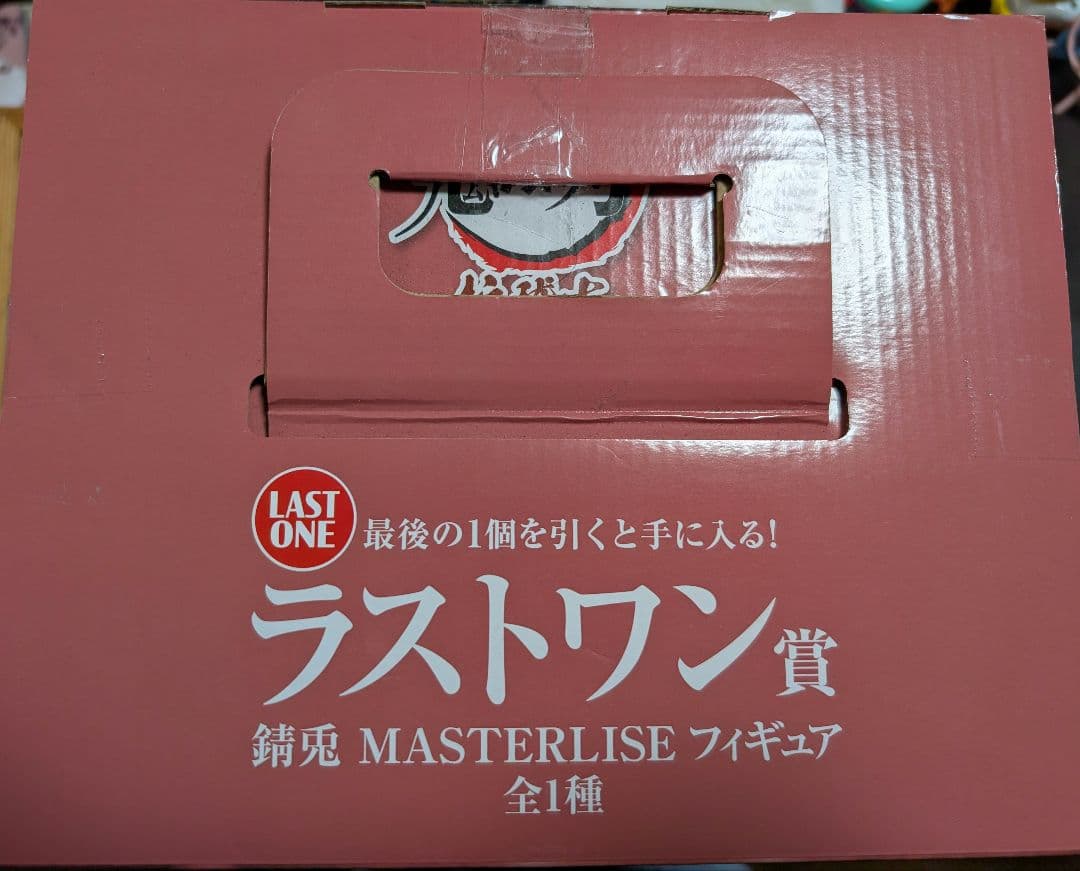 LAST
ONE
最後の1個を引くと手に入る!
ラストワン賞
錆兎 MASTERLISE フィギュア
全1種